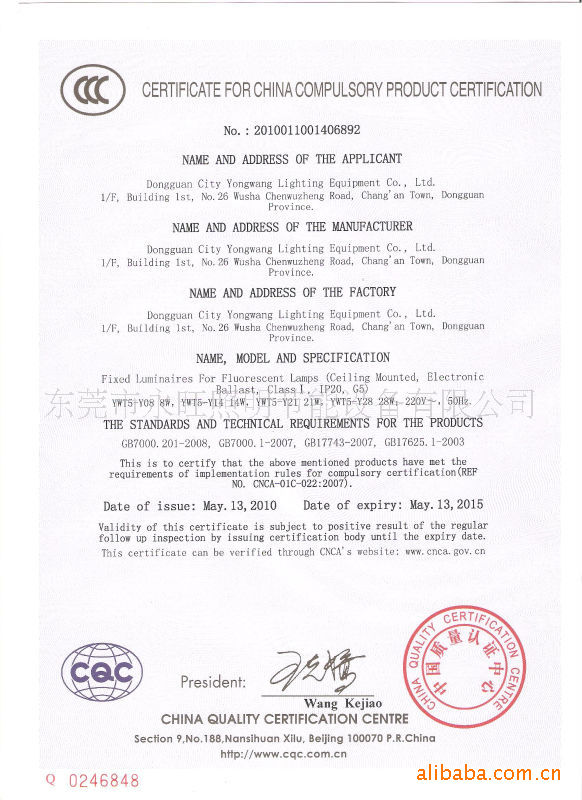 CCC
CERTIFICATE FOR CHINA COMPULSORY PRODUCT CERTIFICATION
No.: 2010011001406892
NAME AND ADDRESS OF THE APPLICANT
Dongguan City Yongwang Lighting Equipment Co., Ltd.
1/F, Building 1st, No.26 Wusha Chenwuzheng Road, Chang'an Town, Dongguan
Province.
NAME AND ADDRESS OF THE MANUFACTURER
Dongguan City Yongwang Lighting Equipment Co., Ltd.
1/F, Building 1st, No.26 Wusha Chenwuzheng Road, Chang'an Town, Dongguan
Province.
NAME AND ADDRESS OF THE FACTORY
Dongguan City Yongwang Lighting Equipment Co., Ltd.
1/F, Building 1st, No.26 Wusha Chenwuzheng Road, Chang'an Town, Dongguan
Province.
NAME, MODEL AND SPECIFICATION
Fixed Luminaires For Fluorescent Lamps (Ceiling Mounted, Electronic
Ballast, Class I, IP20, G5)
东莞市永旺照明节能设备有限公司
YWT5-Y08 8W, YWT5-Y14 14W, YWT5-Y21 21W, YWT5-Y28 28W, 220V~, 50Hz.
THE STANDARDS AND TECHNICAL REQUIREMENTS FOR THE PRODUCTS
GB7000.201-2008, GB7000.1-2007, GB17743-2007, GB17625.1-2003
This is to certify that the above mentioned products have met the
requirements of implementation rules for compulsory certification(REF
NO. CNCA-01C-022:2007).
Date of issue: May.13,2010 Date of expiry: May.13,2015
Validity of this certificate is subject to positive result of the regular
follow up inspection by issuing certification body until the expiry date.
This certificate can be verified through CNCA's website: www.cnca.gov.cn
CQC
President:
Wang Kejiao
CHINA QUALITY CERTIFICATION CENTRE
中国质量认证中心
CHINA QUALITY CERTIFICATION CENTRE
Section 9,No.188,Nansihuan Xilu, Beijing 100070 P.R.China
http://www.cqc.com.cn
Q 0246848
alibaba.com.cn